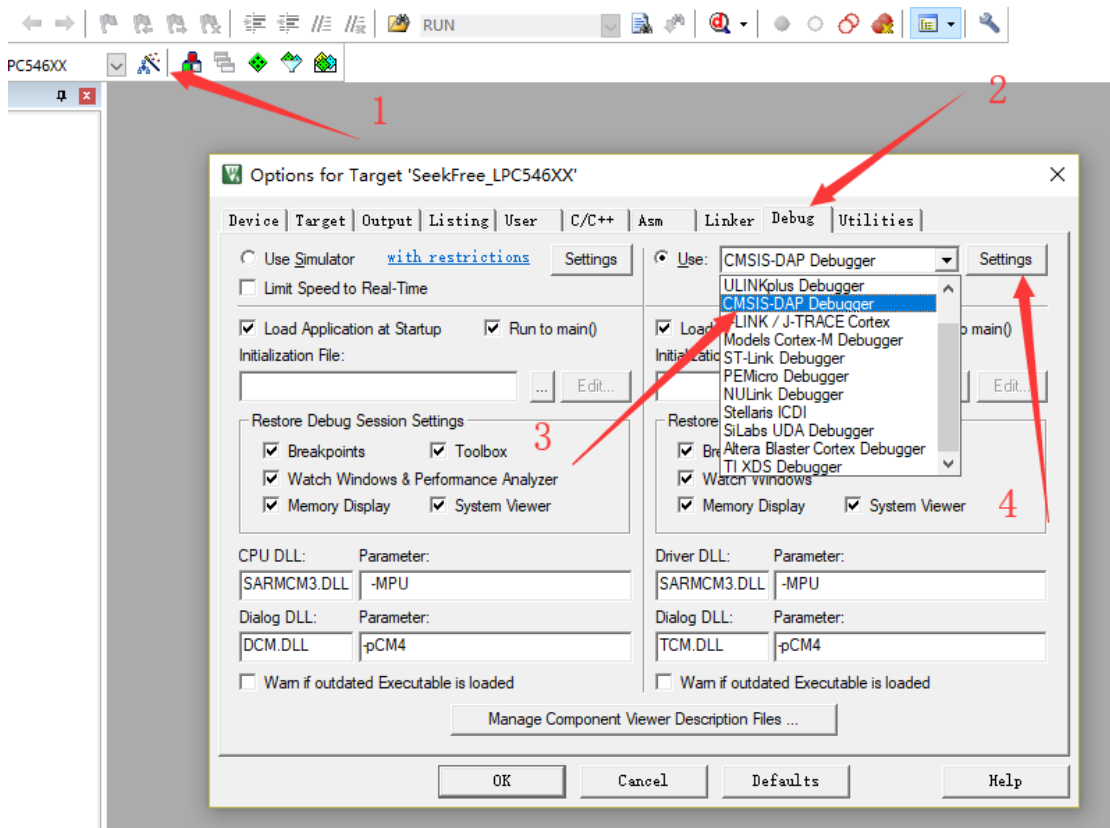 RUN
PC546XX
1
2
Options for Target 'SeekFree_LPC546XX'
Device Target Output Listing User C/C++ Asm Linker Debug Utilities
Use Simulator with restrictions Settings
Use: CMSIS-DAP Debugger Settings
Limit Speed to Real-Time
ULINKplus Debugger
CMSIS-DAP Debugger
J-LINK / J-TRACE Cortex
Models Cortex-M Debugger
ST-Link Debugger
PEMicro Debugger
NULink Debugger
Stellaris ICDI
SiLabs UDA Debugger
Altera Blaster Cortex Debugger
TI XDS Debugger
Load Application at Startup Run to main()
Load o main()
Initialization File:
Initialization
... Edit...
Edit...
Restore Debug Session Settings
Restore
Breakpoints Toolbox
Bre
3
Watch Windows & Performance Analyzer
Watch Windows
Memory Display System Viewer
Memory Display System Viewer
4
CPU DLL: Parameter:
Driver DLL: Parameter:
SARMCM3.DLL -MPU
SARMCM3.DLL -MPU
Dialog DLL: Parameter:
Dialog DLL: Parameter:
DCM.DLL -pCM4
TCM.DLL -pCM4
Warn if outdated Executable is loaded
Warn if outdated Executable is loaded
Manage Component Viewer Description Files ...
OK Cancel Defaults Help